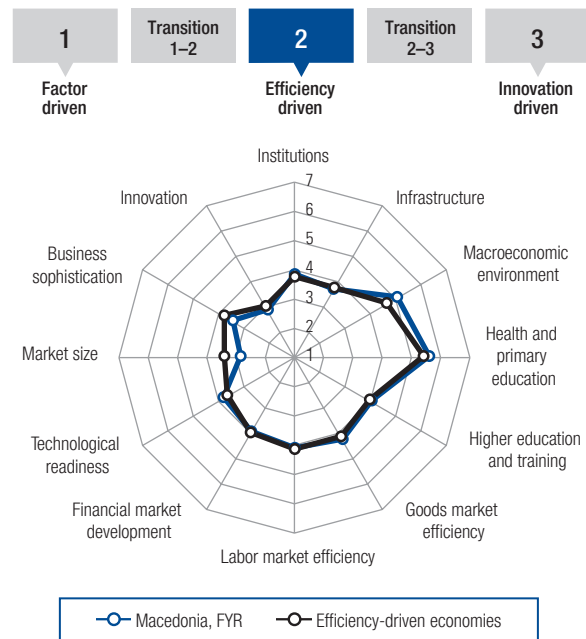 1
Transition
1–2
2
Transition
2–3
3
Factor
driven
Efficiency
driven
Innovation
driven
Institutions
Innovation
Infrastructure
Business
sophistication
Macroeconomic
environment
Market size
Health and
primary
education
Technological
readiness
Higher education
and training
Financial market
development
Goods market
efficiency
Labor market efficiency
7
6
5
4
3
2
1
Macedonia, FYR
Efficiency-driven economies